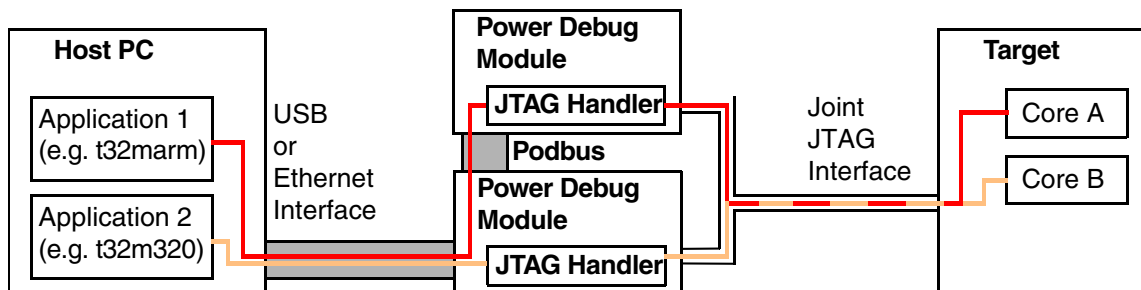 Host PC
Application 1
(e.g. t32marm)
Application 2
(e.g. t32m320)
USB
or
Ethernet
Interface
Power Debug
Module
JTAG Handler
Podbus
Power Debug
Module
JTAG Handler
Joint
JTAG
Interface
Target
Core A
Core B